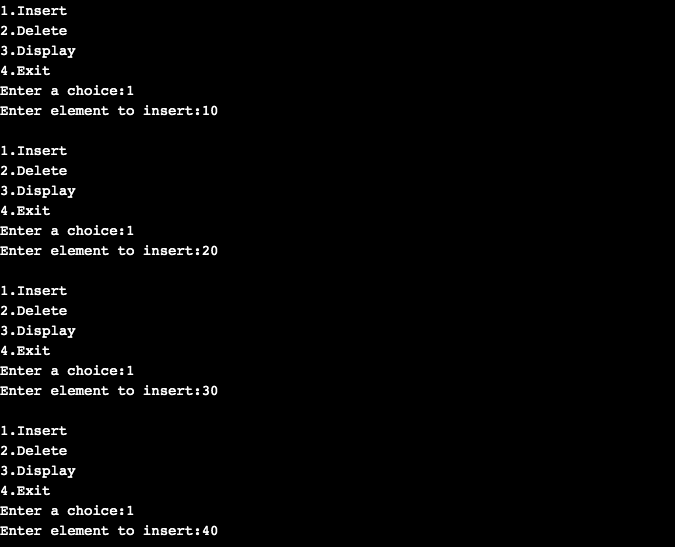 1.Insert
2.Delete
3.Display
4.Exit
Enter a choice:1
Enter element to insert:10
1.Insert
2.Delete
3.Display
4.Exit
Enter a choice:1
Enter element to insert:20
1.Insert
2.Delete
3.Display
4.Exit
Enter a choice:1
Enter element to insert:30
1.Insert
2.Delete
3.Display
4.Exit
Enter a choice:1
Enter element to insert:40